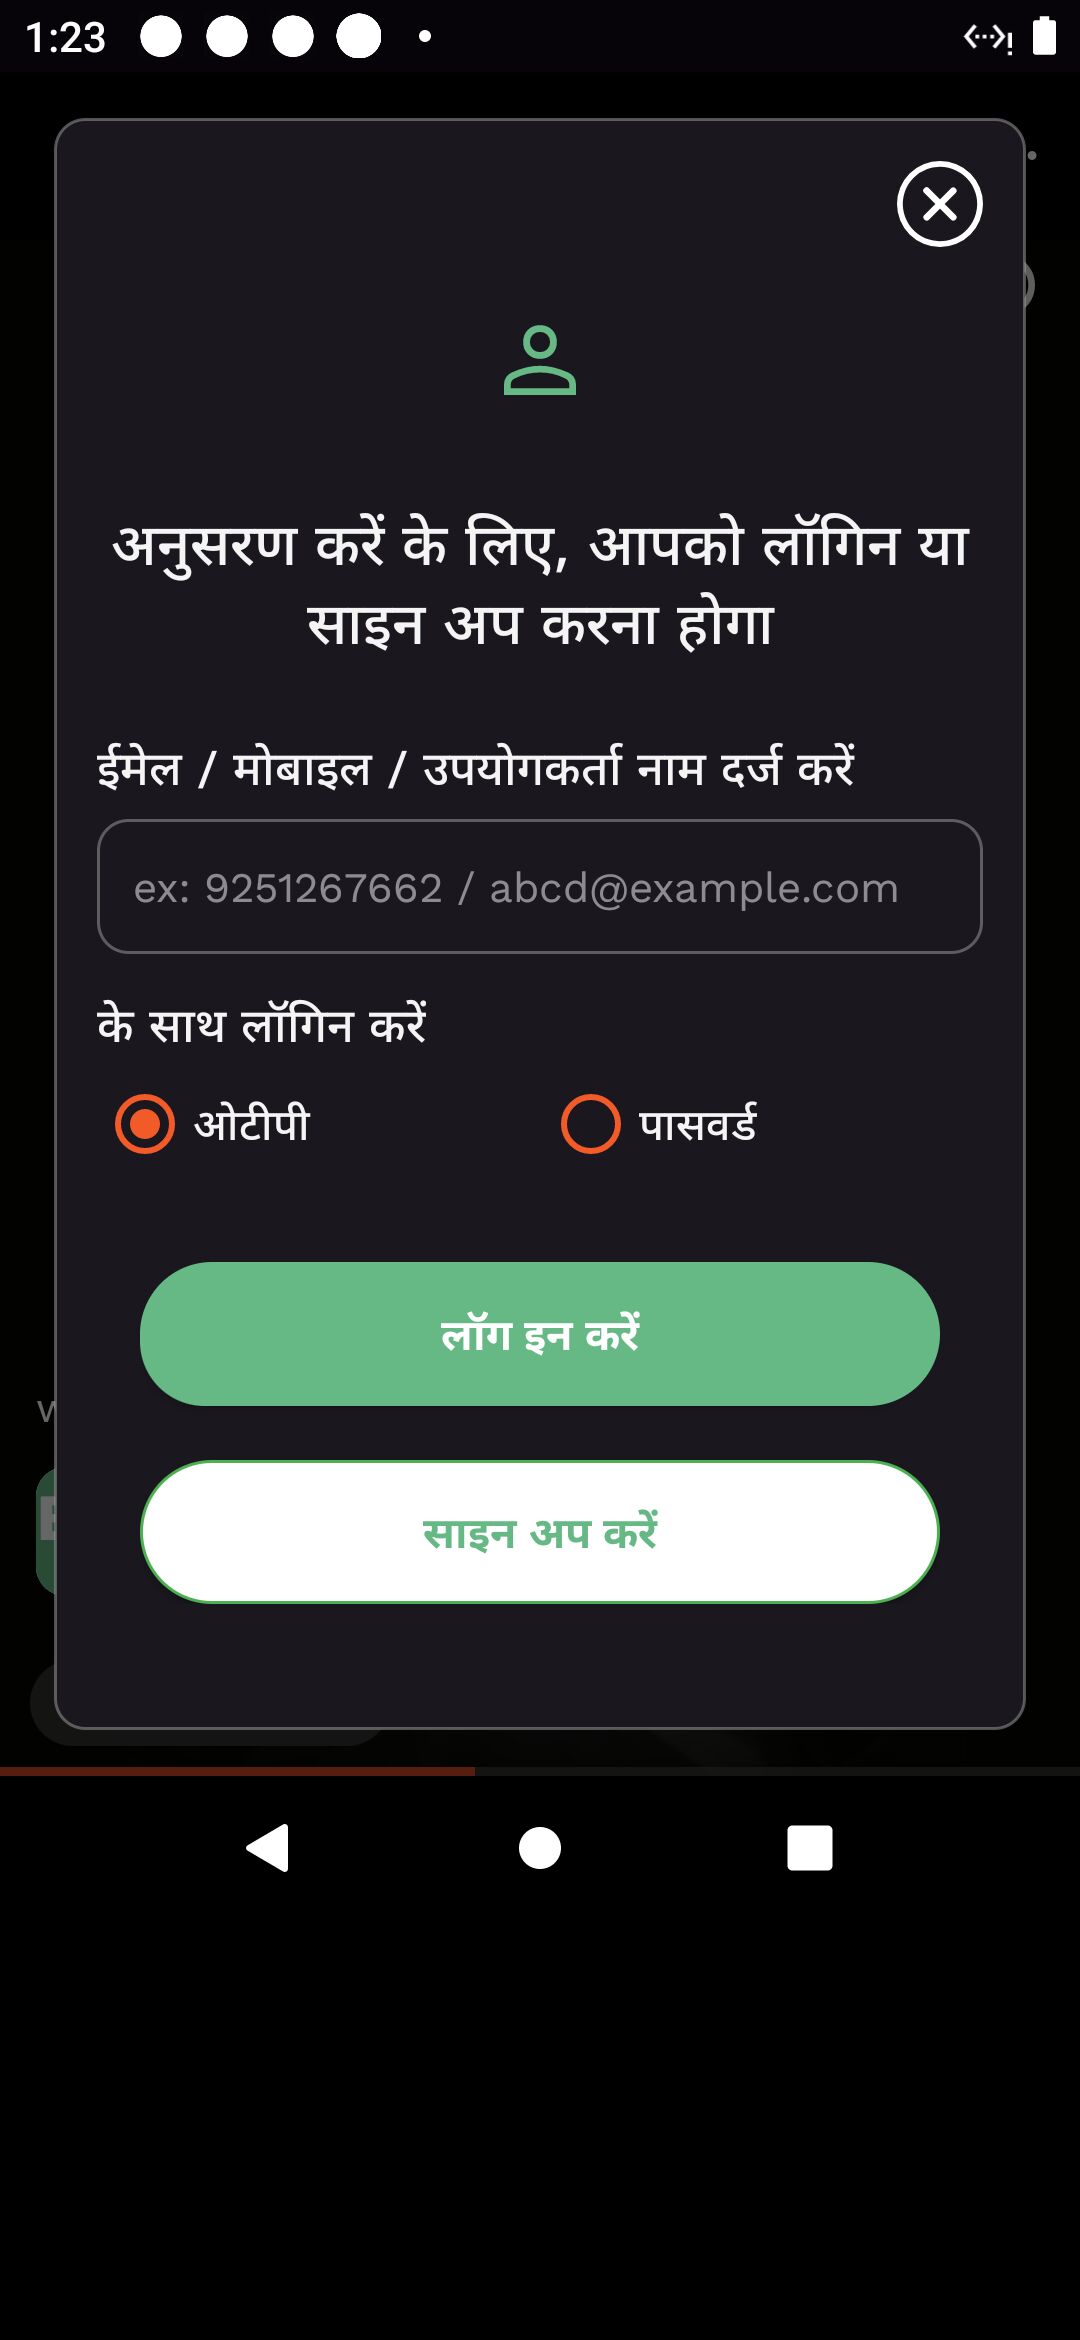 1:23
अनुसरण करें के लिए, आपको लॉगिन या
साइन अप करना होगा
ईमेल / मोबाइल / उपयोगकर्ता नाम दर्ज करें
ex: 9251267662 / abcd@example.com
के साथ लॉगिन करें
ओटीपी
पासवर्ड
लॉग इन करें
साइन अप करें